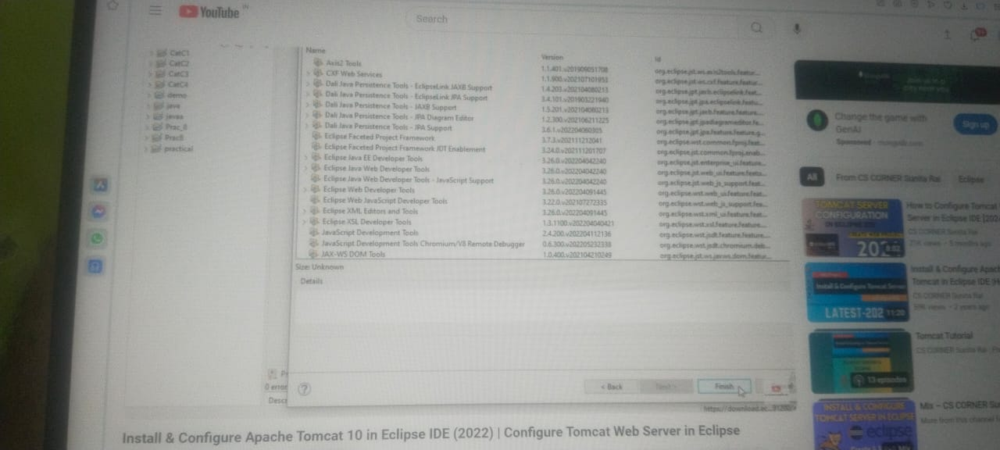 YouTube IN
Search
CatC1
CatC2
CatC3
CatC4
demo
java
javaa
Prac_8
Prac8
practical
Name Version Id
Axis2 Tools 1.1.401.v201909051708 org.eclipse.jst.ws.axis2tools.featur...
CXF Web Services 1.1.900.v202107101953 org.eclipse.jst.ws.cxf.feature.feature...
Dali Java Persistence Tools - EclipseLink JAXB Support 1.4.203.v202104080213 org.eclipse.jpt.jaxb.eclipselink.feat...
Dali Java Persistence Tools - EclipseLink JPA Support 3.4.101.v201903221940 org.eclipse.jpt.jpa.eclipselink.featu...
Dali Java Persistence Tools - JAXB Support 1.5.201.v202104080213 org.eclipse.jpt.jaxb.feature.feature...
Dali Java Persistence Tools - JPA Diagram Editor 1.2.300.v202106211225 org.eclipse.jpt.jpadiagrameditor.fe...
Dali Java Persistence Tools - JPA Support 3.6.1.v202204060305 org.eclipse.jpt.jpa.feature.feature.g...
Eclipse Faceted Project Framework 3.7.3.v202111212041 org.eclipse.wst.common.fproj.feat...
Eclipse Faceted Project Framework JDT Enablement 3.24.0.v202111201707 org.eclipse.jst.common.fproj.enab...
Eclipse Java EE Developer Tools 3.26.0.v202204042240 org.eclipse.jst.enterprise_ui.feature...
Eclipse Java Web Developer Tools 3.26.0.v202204042240 org.eclipse.jst.web_ui.feature.featu...
Eclipse Java Web Developer Tools - JavaScript Support 3.26.0.v202204042240 org.eclipse.jst.web_js_support.feat...
Eclipse Web Developer Tools 3.26.0.v202204091445 org.eclipse.wst.web_ui.feature.feat...
Eclipse Web JavaScript Developer Tools 3.22.0.v202107272335 org.eclipse.wst.web_js_support.fea...
Eclipse XML Editors and Tools 3.26.0.v202204091445 org.eclipse.wst.xml_ui.feature.feat...
Eclipse XSL Developer Tools 1.3.1100.v202204040421 org.eclipse.wst.xsl.feature.feature...
JavaScript Development Tools 2.4.200.v202204112136 org.eclipse.wst.jsdt.feature.feature...
JavaScript Development Tools Chromium/V8 Remote Debugger 0.6.300.v202205232338 org.eclipse.wst.jsdt.chromium.deb...
JAX-WS DOM Tools 1.0.400.v202104210249 org.eclipse.jst.ws.jaxws.dom.featur...
Size: Unknown
Details
0 error
Descr
< Back
Next >
Finish
https://download.ec...
Install & Configure Apache Tomcat 10 in Eclipse IDE (2022) | Configure Tomcat Web Server in Eclipse
Change the game with
GenAI
Sponsored · mongodb.com
Sign up
All From CS CORNER Sunita Rai Eclipse
TOMCAT SERVER
CONFIGURATION
8:02
How to Configure Tomcat
Server in Eclipse IDE [202
CS CORNER Sunita Rai
21K views · 5 months ago
Install & Configure Tomcat Server
LATEST-202
11:20
Install & Configure Apac
Tomcat in Eclipse IDE |H
CS CORNER Sunita Rai
59K views · 2 years ago
13 episodes
Tomcat Tutorial
CS CORNER Sunita Rai
INSTALL & CONFIGURE
TOMCAT SERVER IN ECLIPSE
eclipse
Mix
Mix – CS CORNER Su
More from this channel f